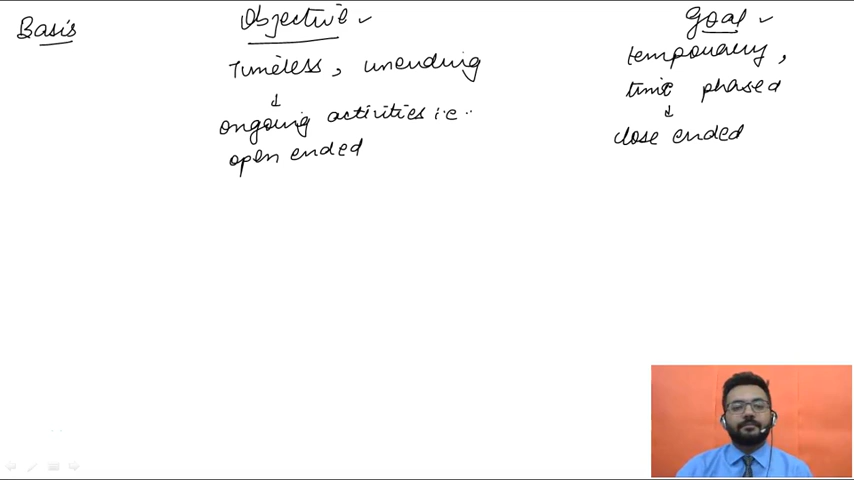 Basis
Objective ✓
Goal ✓
Timeless, unending
↓
ongoing activities i.e..
open ended
temporary,
time phased
↓
close ended